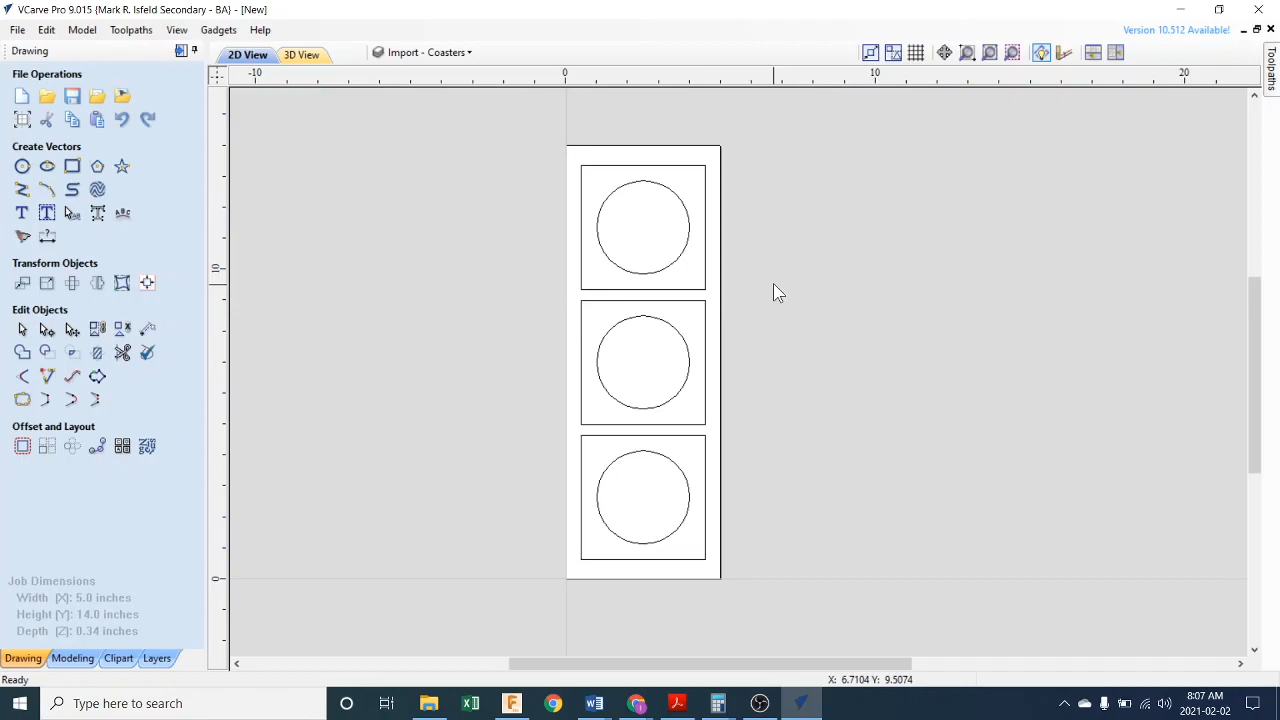 VCarve Pro 9.015 {Mark R. Isfeld Secondary - BA} - [New]
File Edit Model Toolpaths View Gadgets Help
Version 10.512 Available!
Drawing
2D View
3D View
Import - Coasters
Toolpaths
File Operations
-10
0
10
20
Create Vectors
Transform Objects
10
Edit Objects
Offset and Layout
0
Job Dimensions
Width [X]: 5.0 inches
Height [Y]: 14.0 inches
Depth [Z]: 0.34 inches
Drawing Modeling Clipart Layers
Ready
X: 6.7104 Y: 9.5074
Type here to search
8:07 AM
2021-02-02